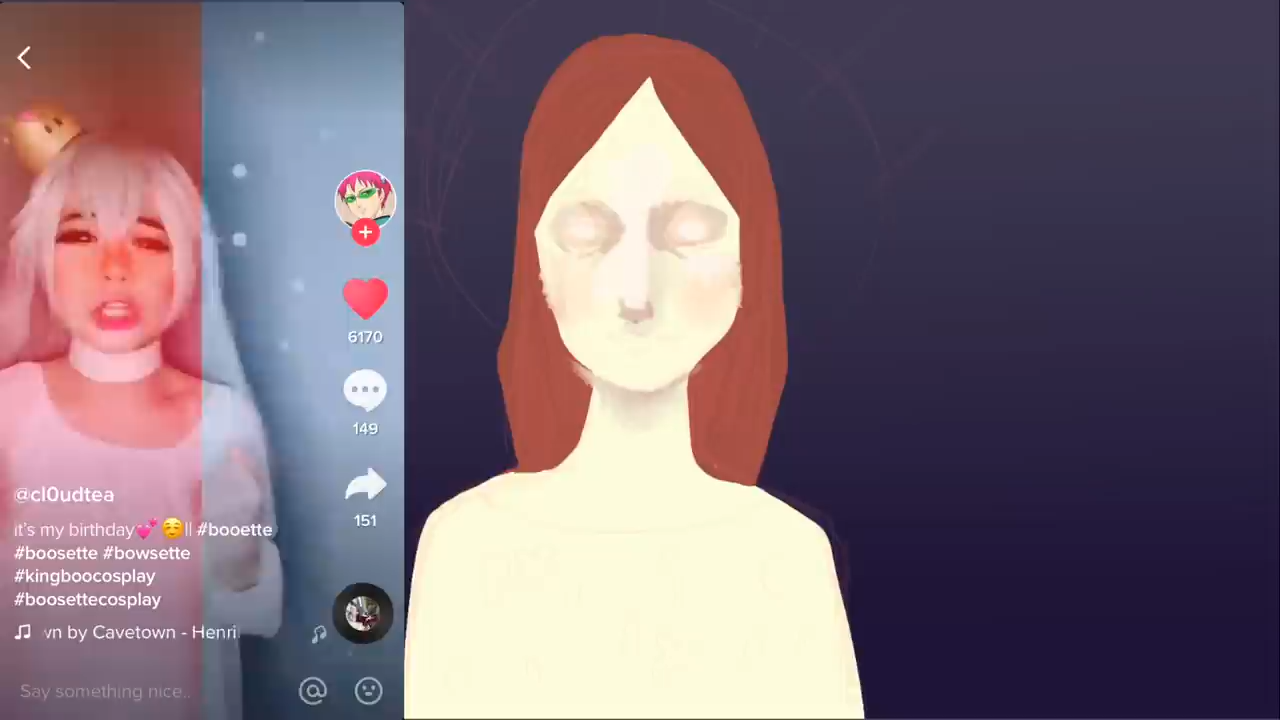 6170
149
151
@cl0udtea
it's my birthday💕 ☺️|| #booette
#boosette #bowsette
#kingboocosplay
#boosettecosplay
vn by Cavetown - Henri
Say something nice..